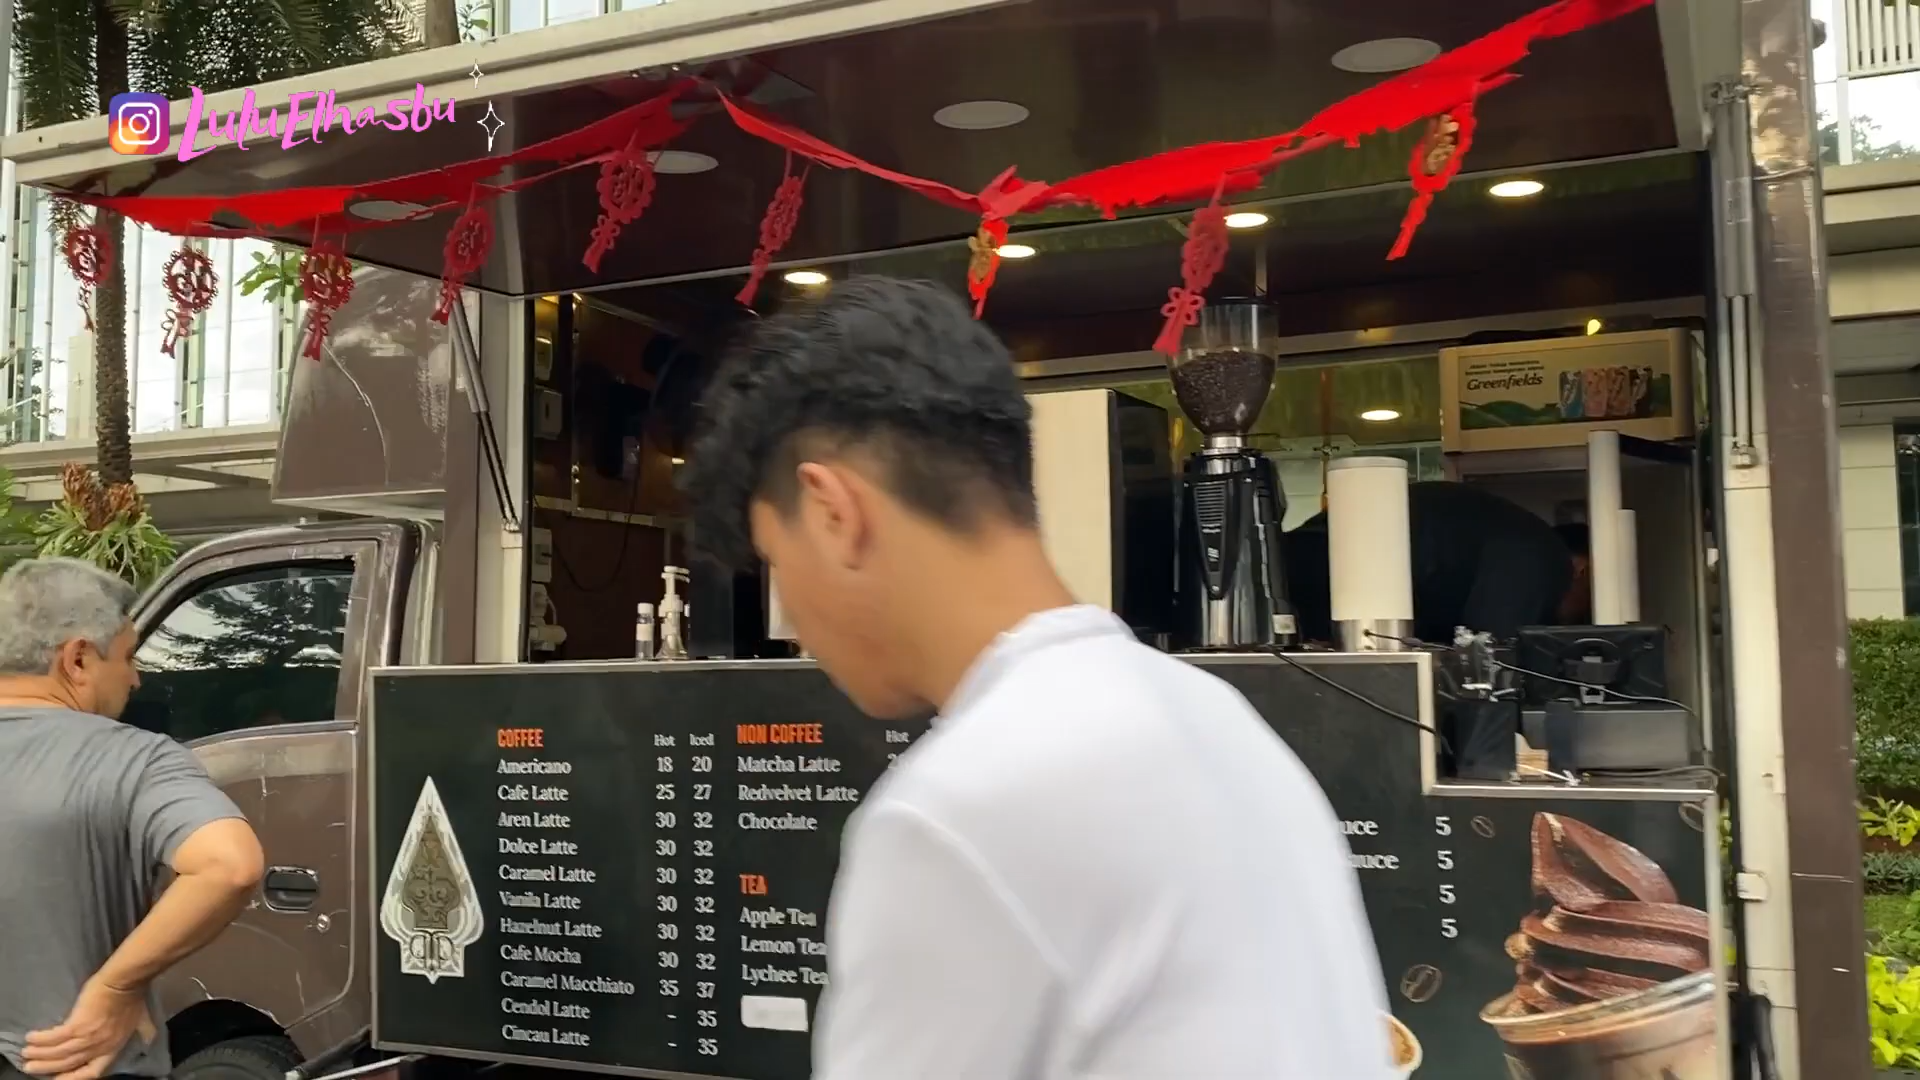 LuluElhasbu
Greenfields
COFFEE Hot Iced
Americano 18 20
Cafe Latte 25 27
Aren Latte 30 32
Dolce Latte 30 32
Caramel Latte 30 32
Vanila Latte 30 32
Hazelnut Latte 30 32
Cafe Mocha 30 32
Caramel Macchiato 35 37
Cendol Latte - 35
Cincau Latte - 35
NON COFFEE Hot
Matcha Latte
Redvelvet Latte
Chocolate
TEA
Apple Tea
Lemon Tea
Lychee Tea
5
5
5
5